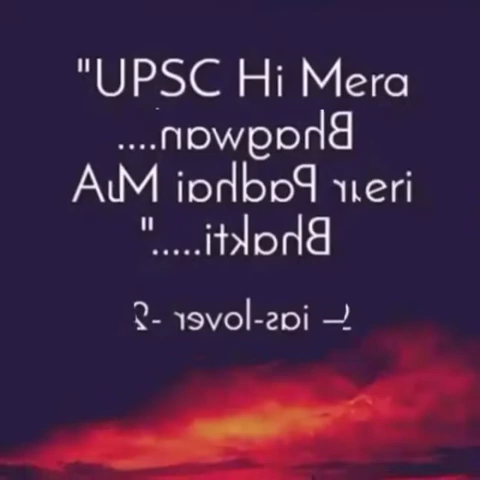 "UPSC Hi Mera
Bhagwan....
Padhai
Bhakti....."
ias-lover